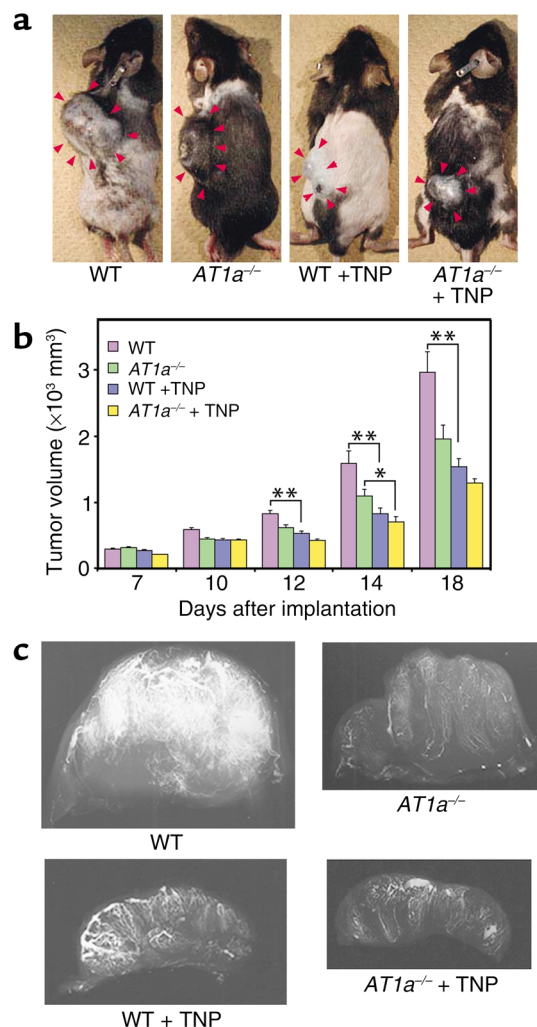 a
WT
AT1a⁻/⁻
WT +TNP
AT1a⁻/⁻
+ TNP
b
Tumor volume (×10³ mm³)
3
2
1
0
WT
AT1a⁻/⁻
WT +TNP
AT1a⁻/⁻ + TNP
**
**
*
**
7 10 12 14 18
Days after implantation
c
WT
AT1a⁻/⁻
WT + TNP
AT1a⁻/⁻ + TNP